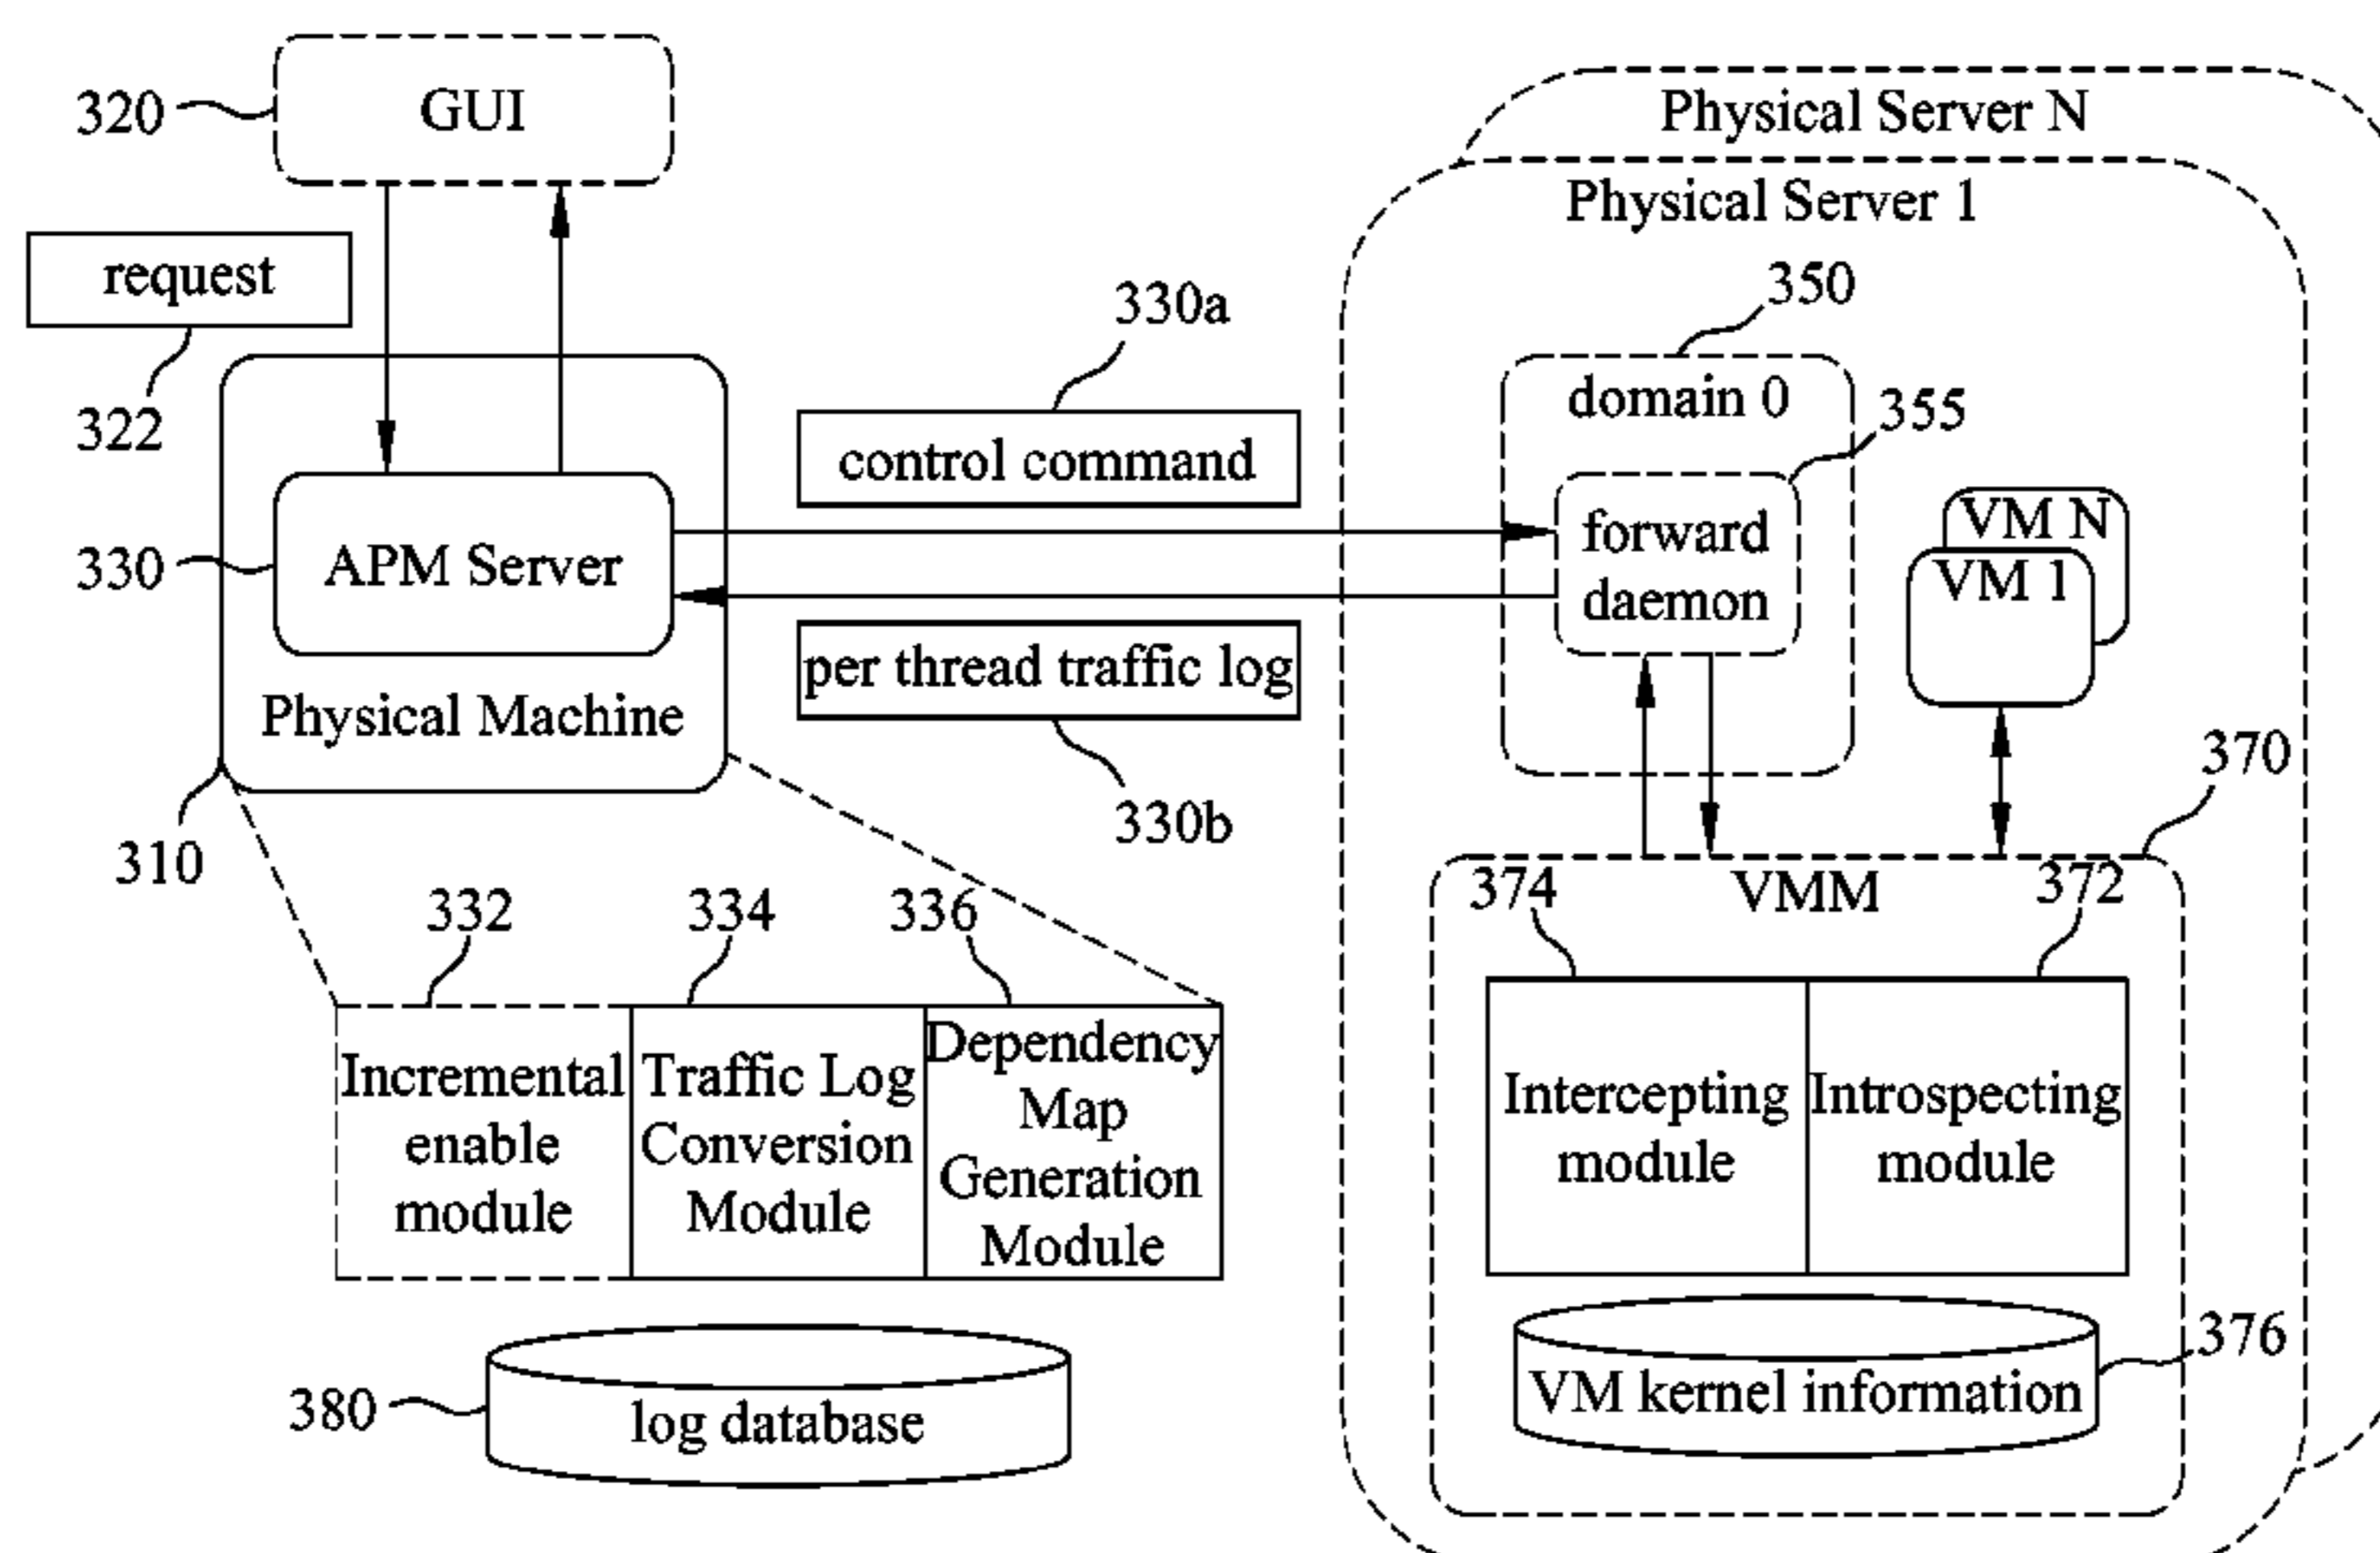 320
GUI
Physical Server N
Physical Server 1
request
322
330a
350
domain 0
355
control command
330
APM Server
forward
daemon
VM N
VM 1
per thread traffic log
Physical Machine
330b
370
310
332
334
336
374
VMM
372
Incremental
enable
module
Traffic Log
Conversion
Module
Dependency
Map
Generation
Module
Intercepting
module
Introspecting
module
376
VM kernel information
380
log database